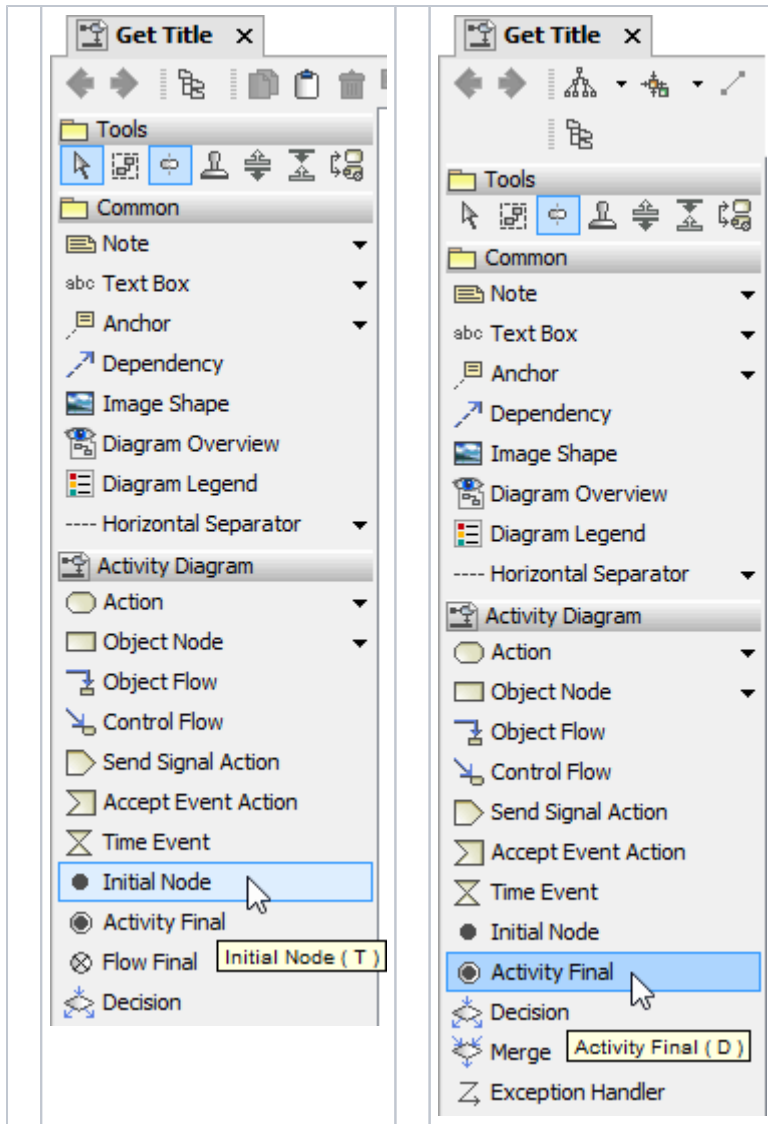 Get Title
Tools
Common
Note
abc Text Box
Anchor
Dependency
Image Shape
Diagram Overview
Diagram Legend
Horizontal Separator
Activity Diagram
Action
Object Node
Object Flow
Control Flow
Send Signal Action
Accept Event Action
Time Event
Initial Node
Activity Final
Flow Final
Initial Node ( T )
Decision
Get Title
Tools
Common
Note
abc Text Box
Anchor
Dependency
Image Shape
Diagram Overview
Diagram Legend
Horizontal Separator
Activity Diagram
Action
Object Node
Object Flow
Control Flow
Send Signal Action
Accept Event Action
Time Event
Initial Node
Activity Final
Decision
Merge
Activity Final ( D )
Exception Handler